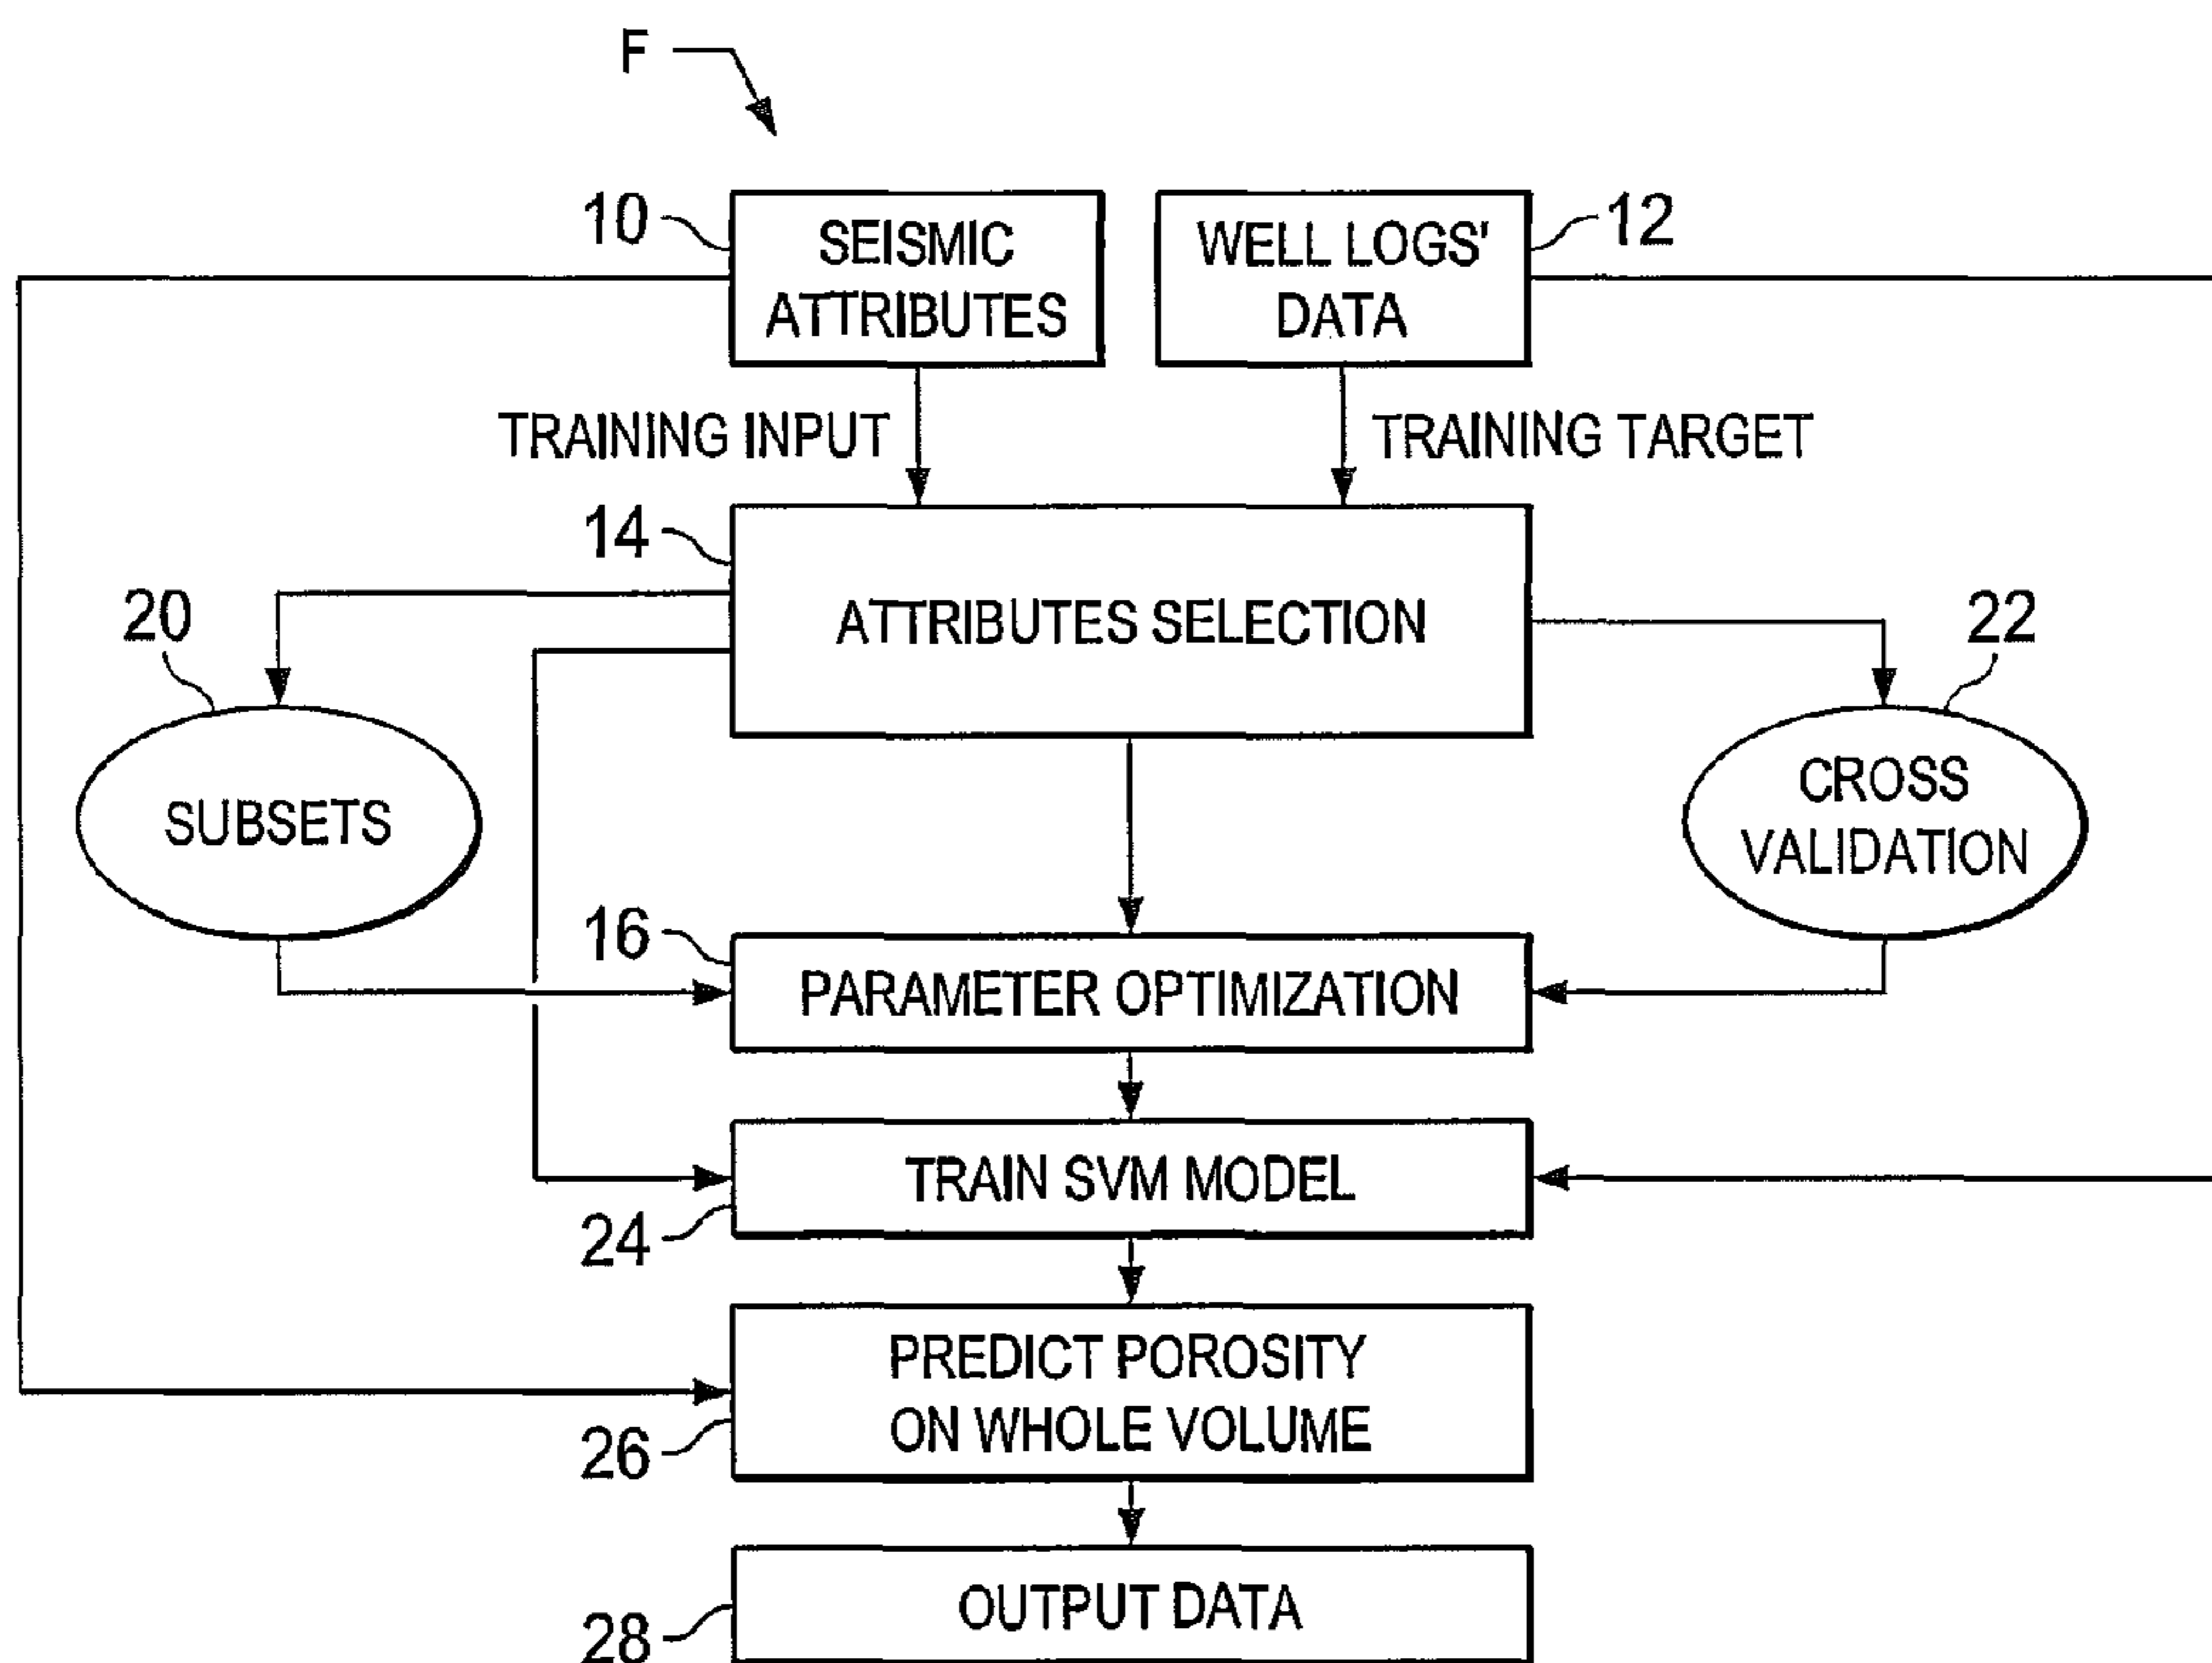 F
10
SEISMIC
ATTRIBUTES
WELL LOGS'
DATA
12
TRAINING INPUT
TRAINING TARGET
14
ATTRIBUTES SELECTION
20
SUBSETS
22
CROSS
VALIDATION
16
PARAMETER OPTIMIZATION
TRAIN SVM MODEL
24
PREDICT POROSITY
ON WHOLE VOLUME
26
OUTPUT DATA
28